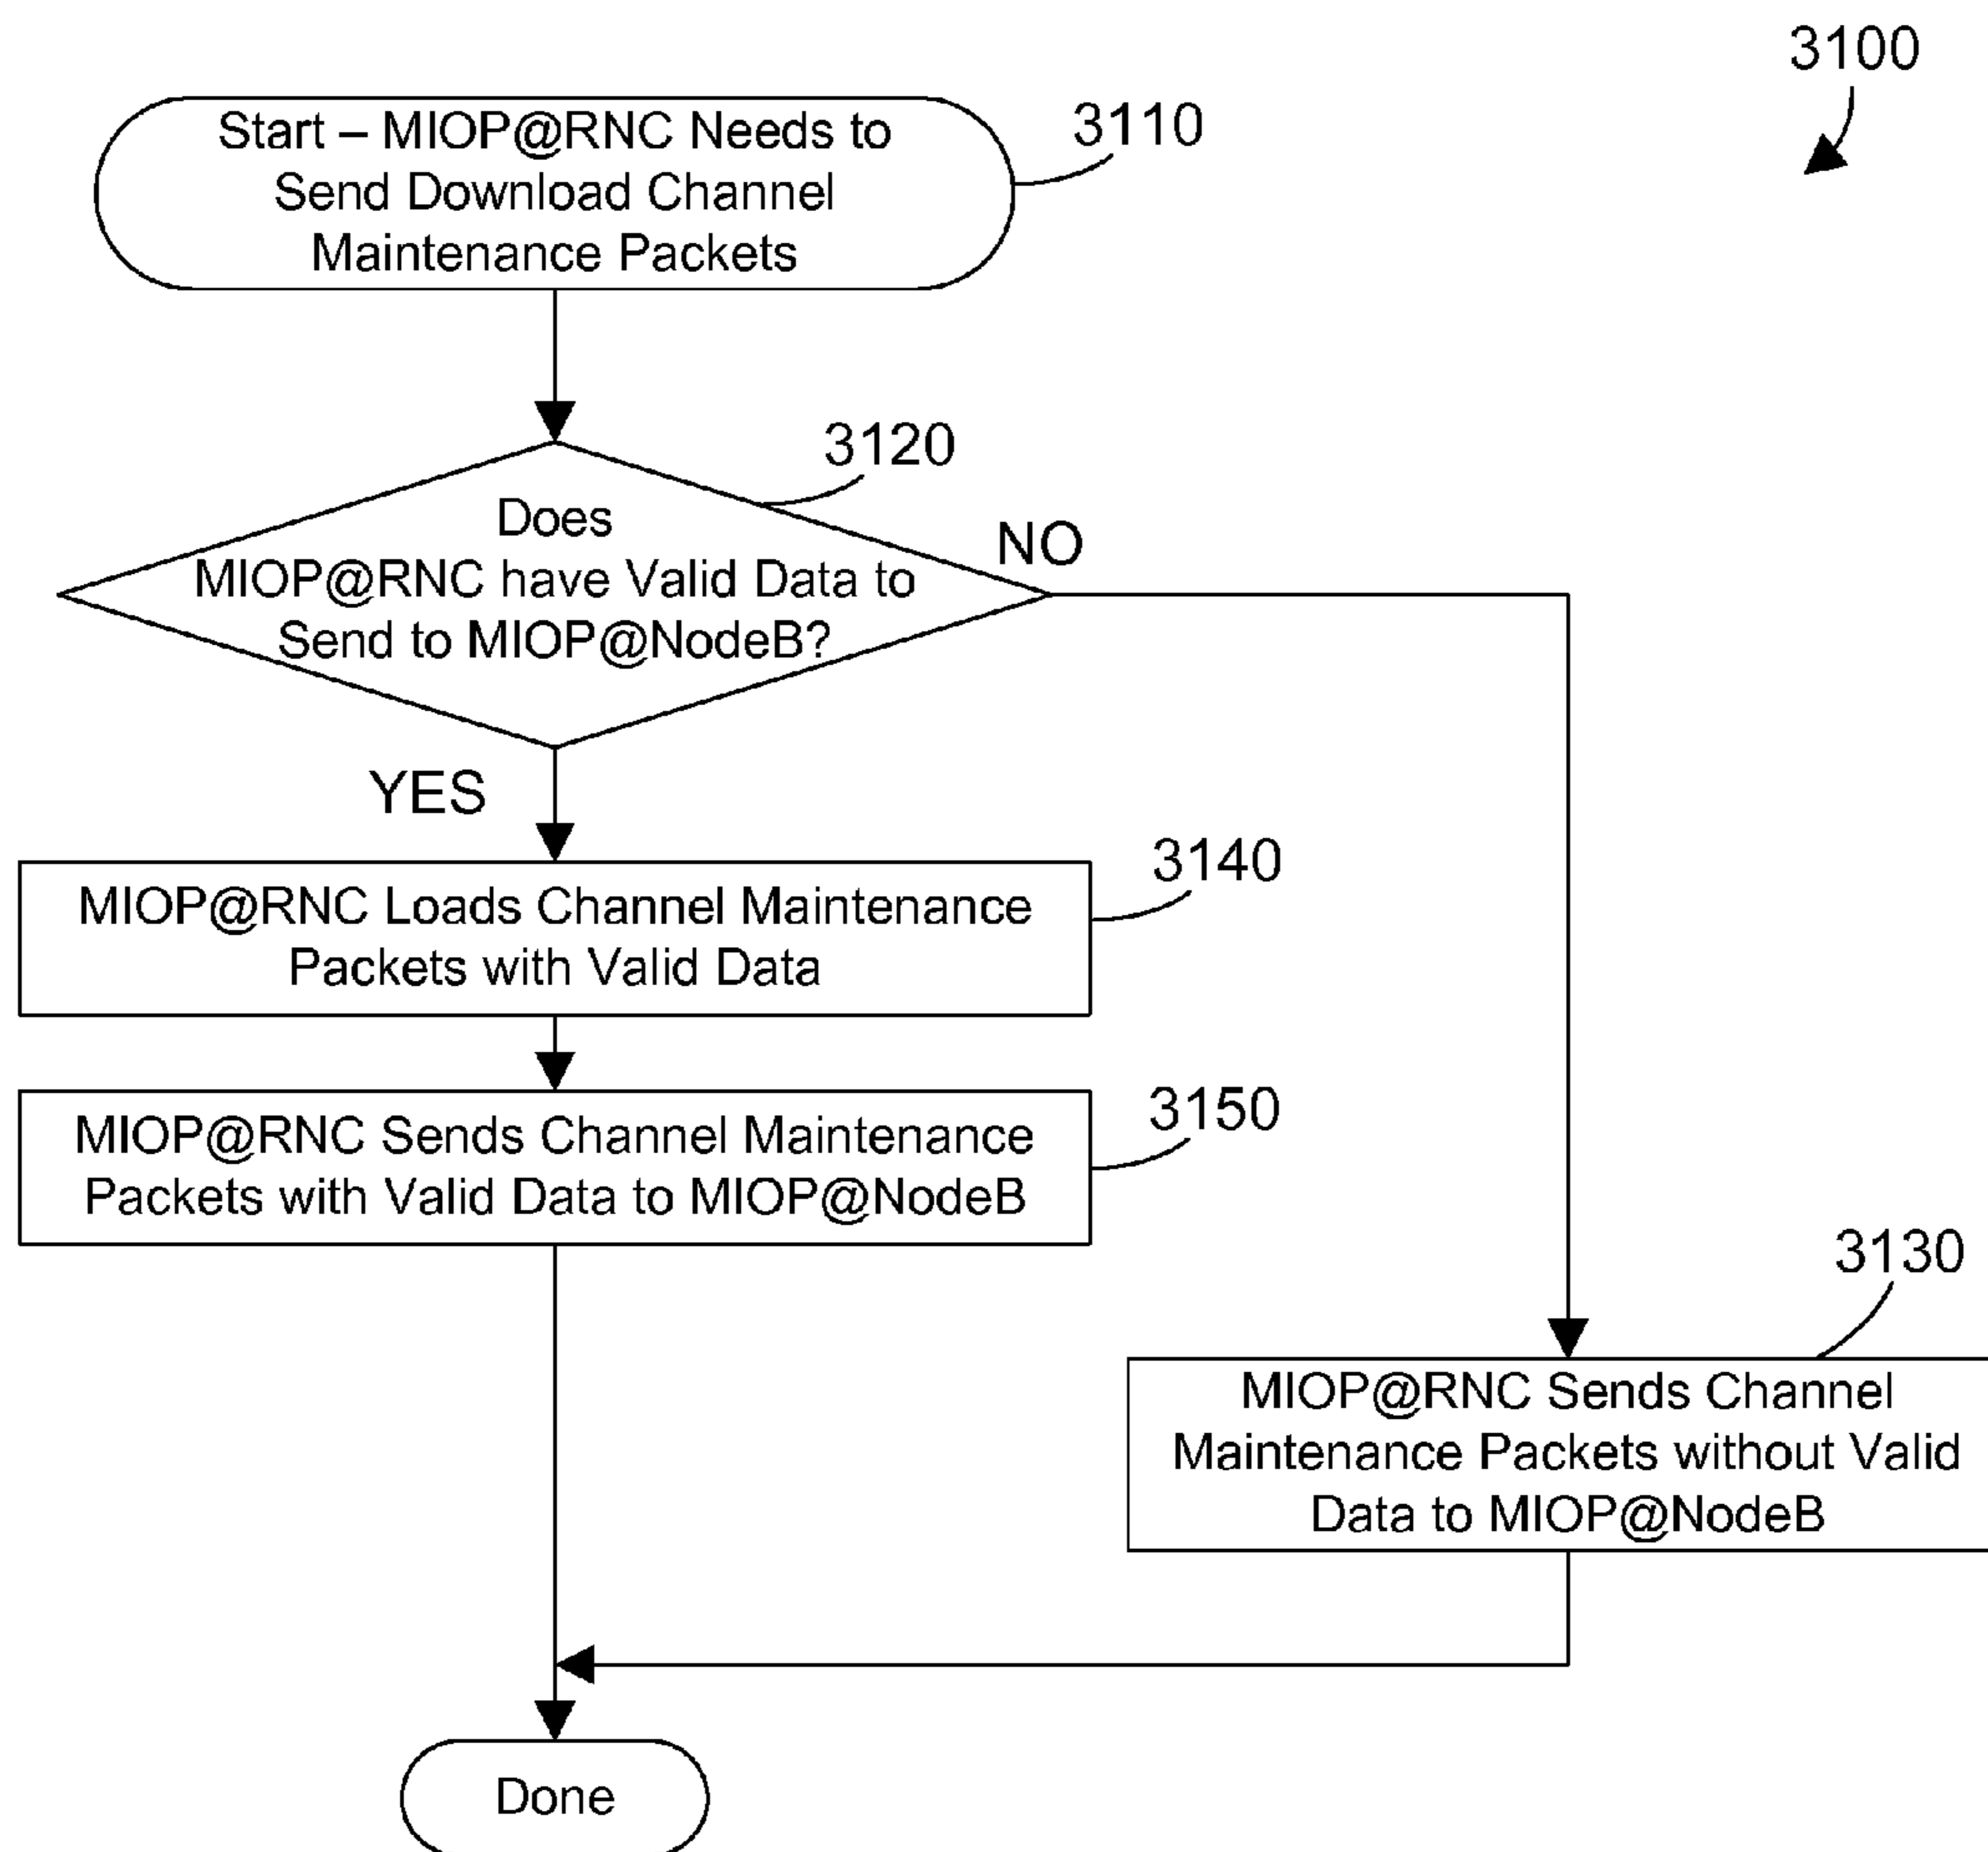 3100
Start – MIOP@RNC Needs to
Send Download Channel
Maintenance Packets
3110
3120
Does
MIOP@RNC have Valid Data to
Send to MIOP@NodeB?
NO
YES
3140
MIOP@RNC Loads Channel Maintenance
Packets with Valid Data
3150
MIOP@RNC Sends Channel Maintenance
Packets with Valid Data to MIOP@NodeB
3130
MIOP@RNC Sends Channel
Maintenance Packets without Valid
Data to MIOP@NodeB
Done